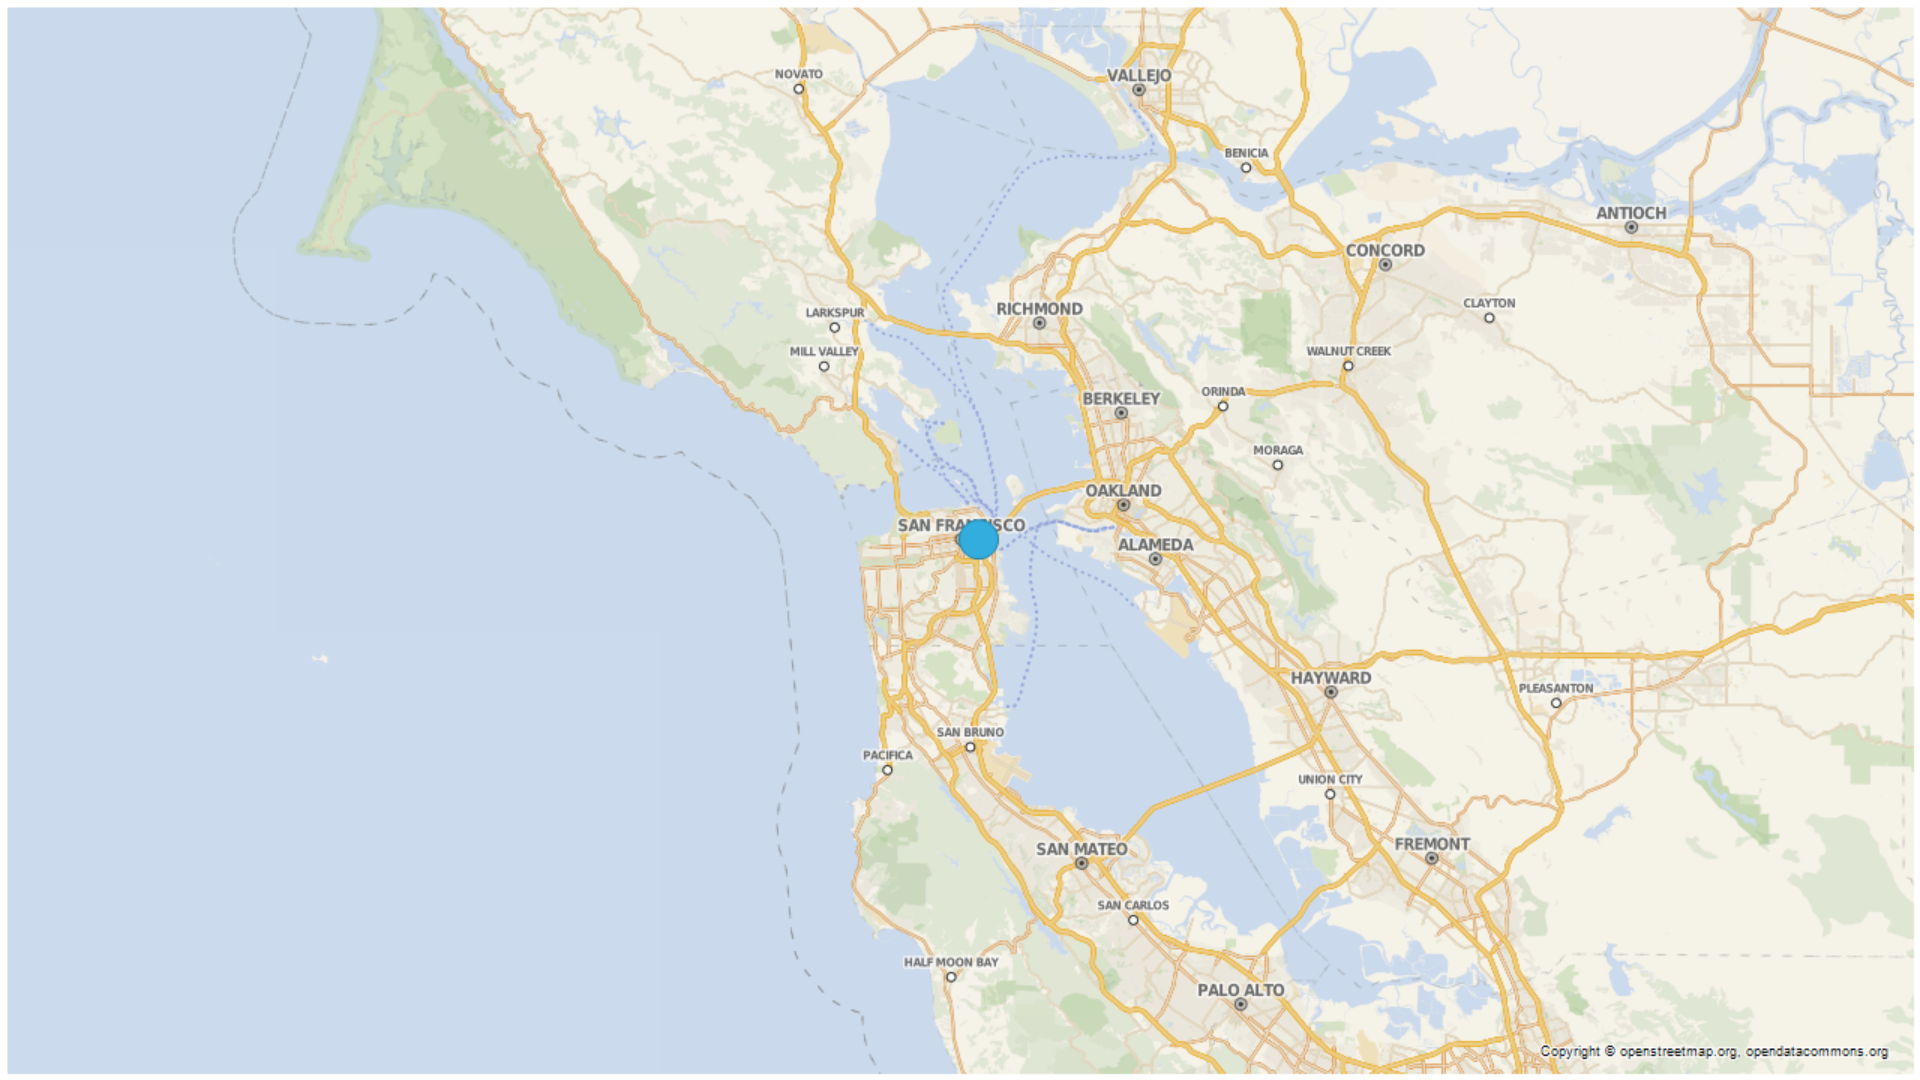 NOVATO
VALLEJO
BENICIA
ANTIOCH
CONCORD
CLAYTON
RICHMOND
LARKSPUR
MILL VALLEY
WALNUT CREEK
ORINDA
BERKELEY
MORAGA
OAKLAND
SAN FRANCISCO
ALAMEDA
HAYWARD
PLEASANTON
SAN BRUNO
PACIFICA
UNION CITY
FREMONT
SAN MATEO
SAN CARLOS
HALF MOON BAY
PALO ALTO
Copyright © openstreetmap.org, opendatacommons.org